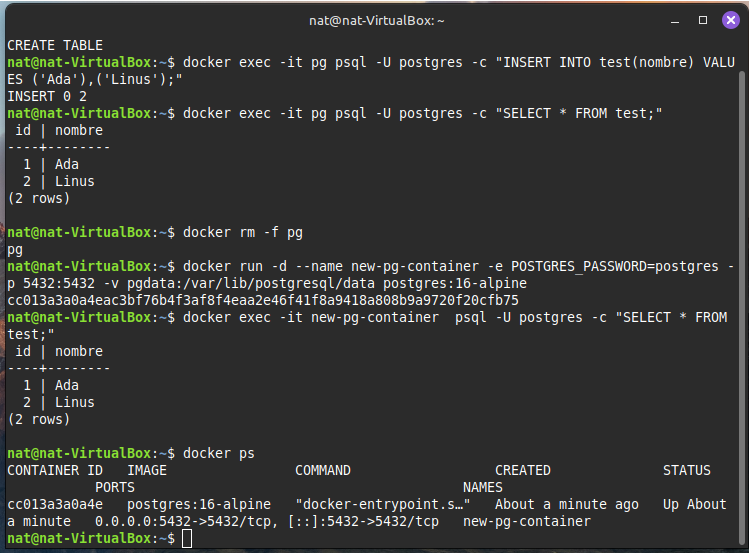 nat@nat-VirtualBox: ~
CREATE TABLE
nat@nat-VirtualBox:~$ docker exec -it pg psql -U postgres -c "INSERT INTO test(nombre) VALU
ES ('Ada'),('Linus');"
INSERT 0 2
nat@nat-VirtualBox:~$ docker exec -it pg psql -U postgres -c "SELECT * FROM test;"
 id | nombre
----+--------
  1 | Ada
  2 | Linus
(2 rows)

nat@nat-VirtualBox:~$ docker rm -f pg
pg
nat@nat-VirtualBox:~$ docker run -d --name new-pg-container -e POSTGRES_PASSWORD=postgres -
p 5432:5432 -v pgdata:/var/lib/postgresql/data postgres:16-alpine
cc013a3a0a4eac3bf76b4f3af8f4eaa2e46f41f8a9418a808b9a9720f20cfb75
nat@nat-VirtualBox:~$ docker exec -it new-pg-container  psql -U postgres -c "SELECT * FROM
test;"
 id | nombre
----+--------
  1 | Ada
  2 | Linus
(2 rows)

nat@nat-VirtualBox:~$ docker ps
CONTAINER ID   IMAGE                COMMAND                  CREATED              STATUS
           PORTS                                         NAMES
cc013a3a0a4e   postgres:16-alpine   "docker-entrypoint.s…"   About a minute ago   Up About
a minute   0.0.0.0:5432->5432/tcp, [::]:5432->5432/tcp   new-pg-container
nat@nat-VirtualBox:~$